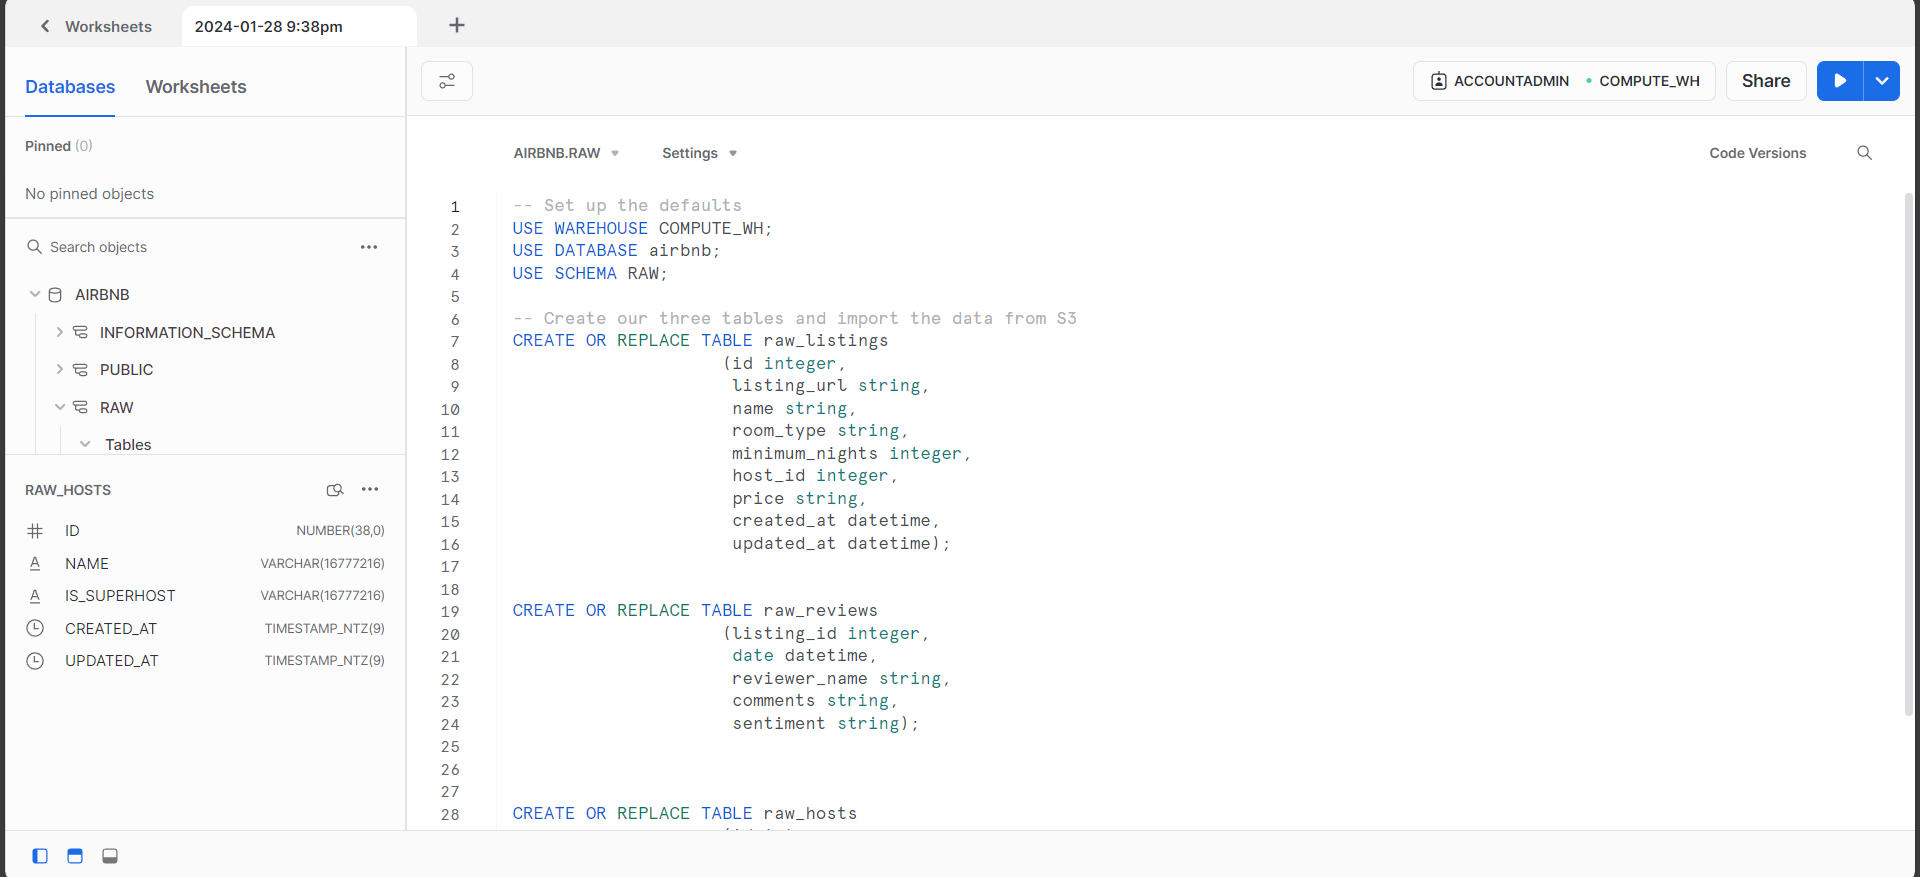 Worksheets
2024-01-28 9:38pm
Databases
Worksheets
ACCOUNTADMIN
COMPUTE_WH
Share
Pinned (0)
No pinned objects
Search objects
AIRBNB
INFORMATION_SCHEMA
PUBLIC
RAW
Tables
RAW_HOSTS
ID NUMBER(38,0)
NAME VARCHAR(16777216)
IS_SUPERHOST VARCHAR(16777216)
CREATED_AT TIMESTAMP_NTZ(9)
UPDATED_AT TIMESTAMP_NTZ(9)
AIRBNB.RAW
Settings
Code Versions
1 -- Set up the defaults
2 USE WAREHOUSE COMPUTE_WH;
3 USE DATABASE airbnb;
4 USE SCHEMA RAW;
5
6 -- Create our three tables and import the data from S3
7 CREATE OR REPLACE TABLE raw_listings
8 (id integer,
9 listing_url string,
10 name string,
11 room_type string,
12 minimum_nights integer,
13 host_id integer,
14 price string,
15 created_at datetime,
16 updated_at datetime);
17
18
19 CREATE OR REPLACE TABLE raw_reviews
20 (listing_id integer,
21 date datetime,
22 reviewer_name string,
23 comments string,
24 sentiment string);
25
26
27
28 CREATE OR REPLACE TABLE raw_hosts